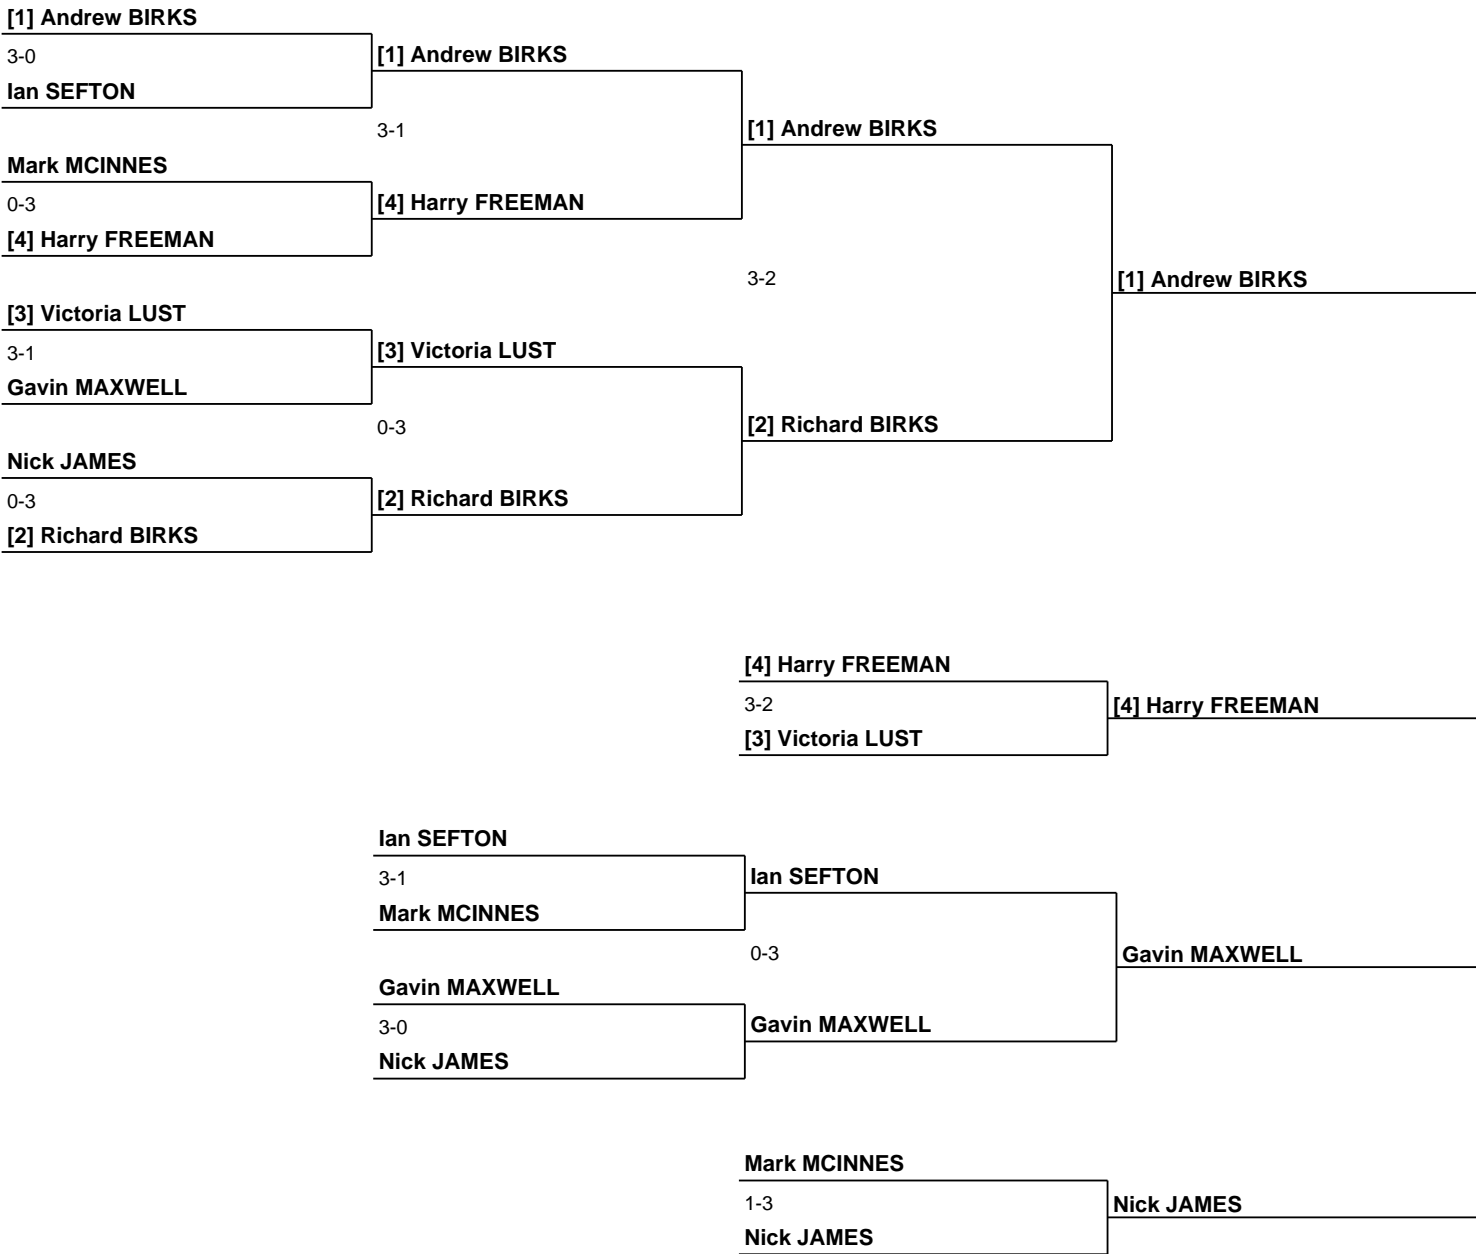 [1] Andrew BIRKS
3-0
Ian SEFTON
[1] Andrew BIRKS
3-1
Mark MCINNES
0-3
[4] Harry FREEMAN
[4] Harry FREEMAN
[1] Andrew BIRKS
3-2
[1] Andrew BIRKS
[3] Victoria LUST
3-1
Gavin MAXWELL
[3] Victoria LUST
0-3
Nick JAMES
0-3
[2] Richard BIRKS
[2] Richard BIRKS
[2] Richard BIRKS
[4] Harry FREEMAN
3-2
[3] Victoria LUST
[4] Harry FREEMAN
Ian SEFTON
3-1
Mark MCINNES
Ian SEFTON
0-3
Gavin MAXWELL
Gavin MAXWELL
3-0
Nick JAMES
Gavin MAXWELL
Mark MCINNES
1-3
Nick JAMES
Nick JAMES